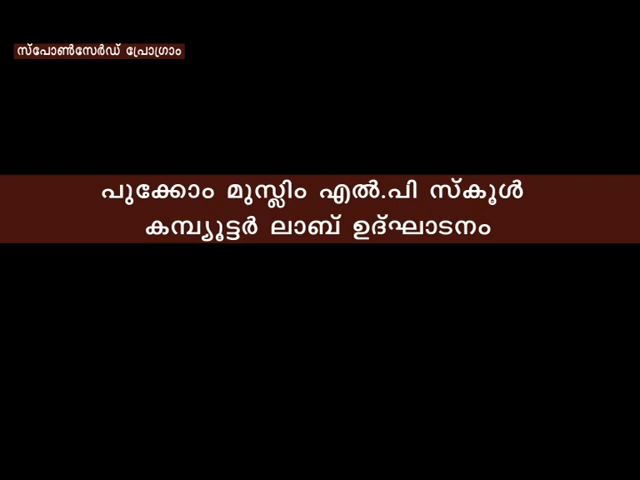 സ്പോൺസേർഡ് പ്രോഗ്രാം
പുക്കോം മുസ്ലിം എൽ.പി സ്കൂൾ
കമ്പ്യൂട്ടർ ലാബ് ഉദ്ഘാടനം